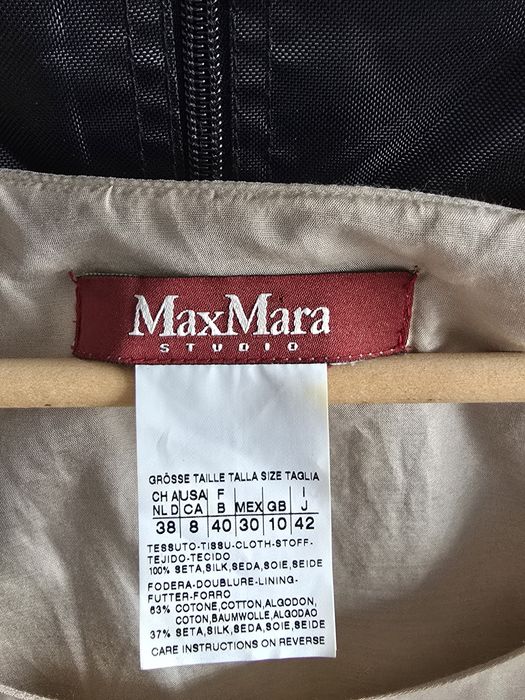 MaxMara
STUDIO
GRÖSSE TAILLE TALLA SIZE TAGLIA
CH A|USA| F | | | I
NL D|CA| B |MEX|GB| J
38|8|40|30|10|42
TESSUTO-TISSU-CLOTH-STOFF-
TEJIDO-TECIDO
100% SETA,SILK,SEDA,SOIE,SEIDE
FODERA-DOUBLURE-LINING-
FUTTER-FORRO
63% COTONE,COTTON,ALGODON,
COTON,BAUMWOLLE,ALGODAO
37% SETA,SILK,SEDA,SOIE,SEIDE
CARE INSTRUCTIONS ON REVERSE